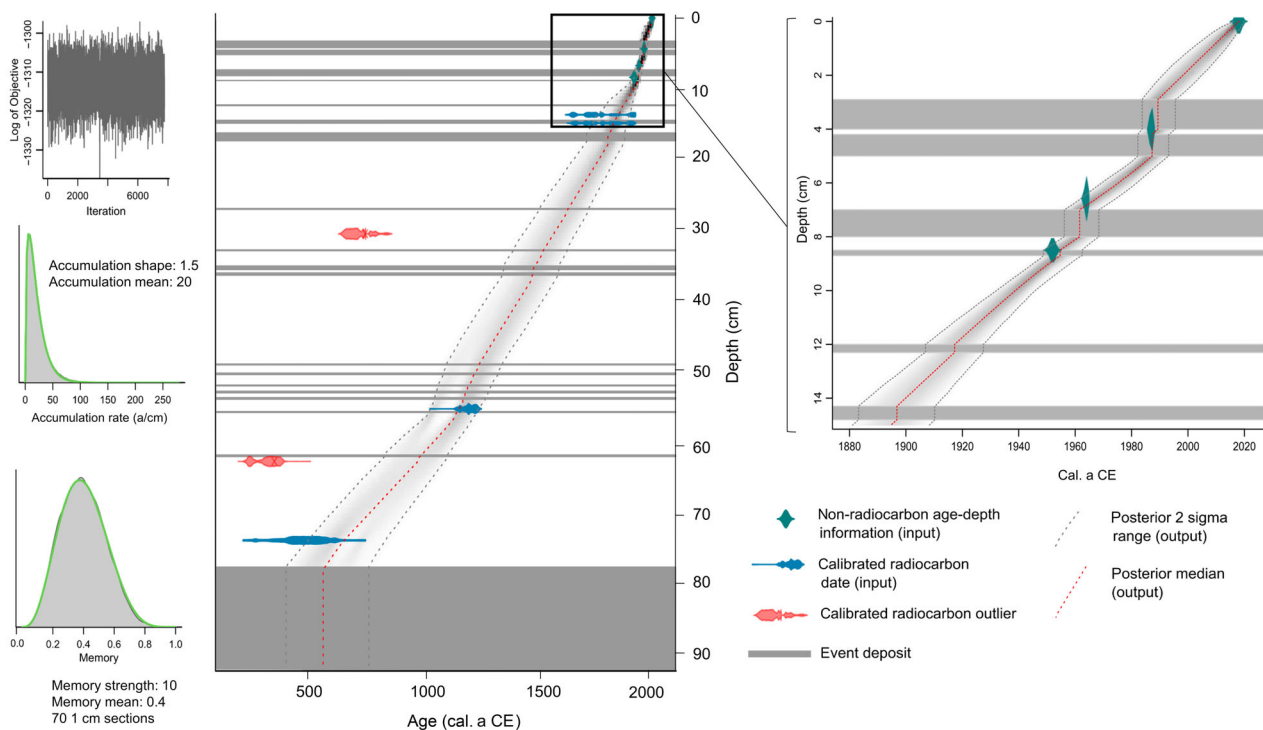 Log of Objective
-1300
-1310
-1320
-1330
0
2000
6000
Iteration
Accumulation shape: 1.5
Accumulation mean: 20
0
50
100
150
200
250
Accumulation rate (a/cm)
0.0
0.2
0.4
0.6
0.8
1.0
Memory
Memory strength: 10
Memory mean: 0.4
70 1 cm sections
0
10
20
30
40
50
60
70
80
90
Depth (cm)
500
1000
1500
2000
Age (cal. a CE)
0
2
4
6
8
10
12
14
Depth (cm)
1880
1900
1920
1940
1960
1980
2000
2020
Cal. a CE
Non-radiocarbon age-depth
information (input)
Calibrated radiocarbon
date (input)
Calibrated radiocarbon outlier
Event deposit
Posterior 2 sigma
range (output)
Posterior median
(output)